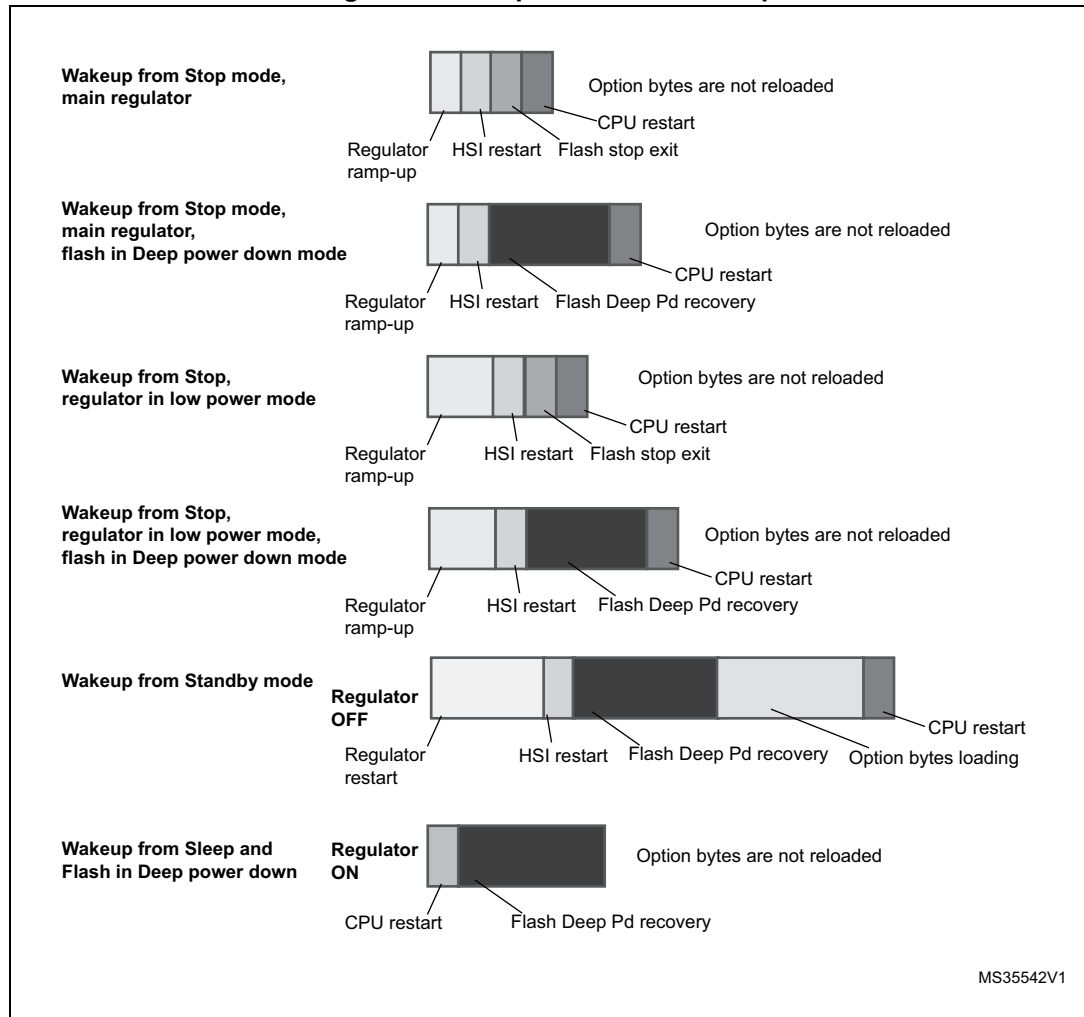 Wakeup from Stop mode,
main regulator
Option bytes are not reloaded
CPU restart
Regulator
ramp-up
HSI restart
Flash stop exit
Wakeup from Stop mode,
main regulator,
flash in Deep power down mode
Option bytes are not reloaded
CPU restart
Regulator
ramp-up
HSI restart
Flash Deep Pd recovery
Wakeup from Stop,
regulator in low power mode
Option bytes are not reloaded
CPU restart
Regulator
ramp-up
HSI restart
Flash stop exit
Wakeup from Stop,
regulator in low power mode,
flash in Deep power down mode
Option bytes are not reloaded
CPU restart
Regulator
ramp-up
HSI restart
Flash Deep Pd recovery
Wakeup from Standby mode
Regulator
OFF
CPU restart
Regulator
restart
HSI restart
Flash Deep Pd recovery
Option bytes loading
Wakeup from Sleep and
Flash in Deep power down
Regulator
ON
Option bytes are not reloaded
CPU restart
Flash Deep Pd recovery
MS35542V1